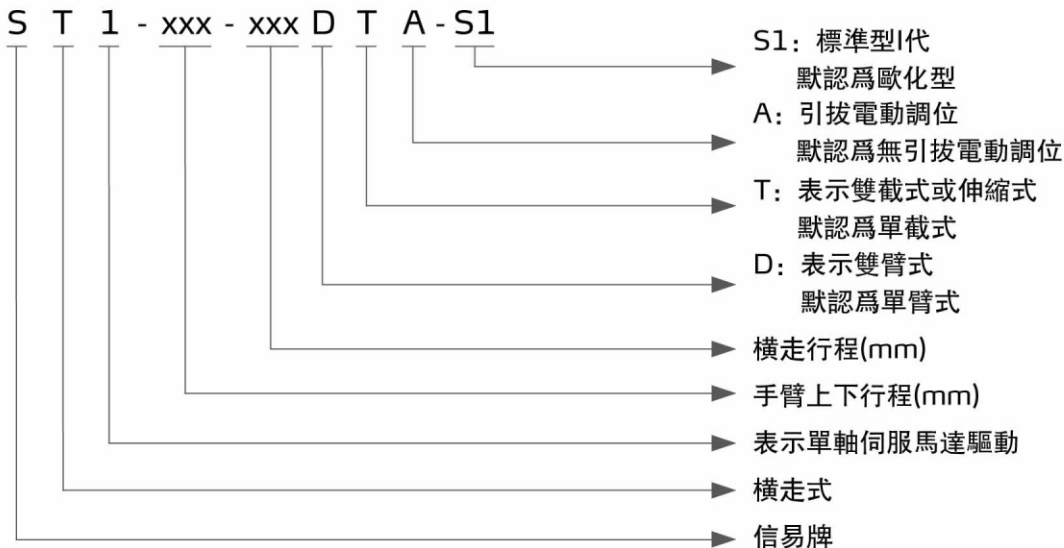 S T 1 - xxx - xxx D T A - S1
S1: 標準型I代
默認爲歐化型
A: 引拔電動調位
默認爲無引拔電動調位
T: 表示雙截式或伸縮式
默認爲單截式
D: 表示雙臂式
默認爲單臂式
橫走行程(mm)
手臂上下行程(mm)
表示單軸伺服馬達驅動
橫走式
信易牌